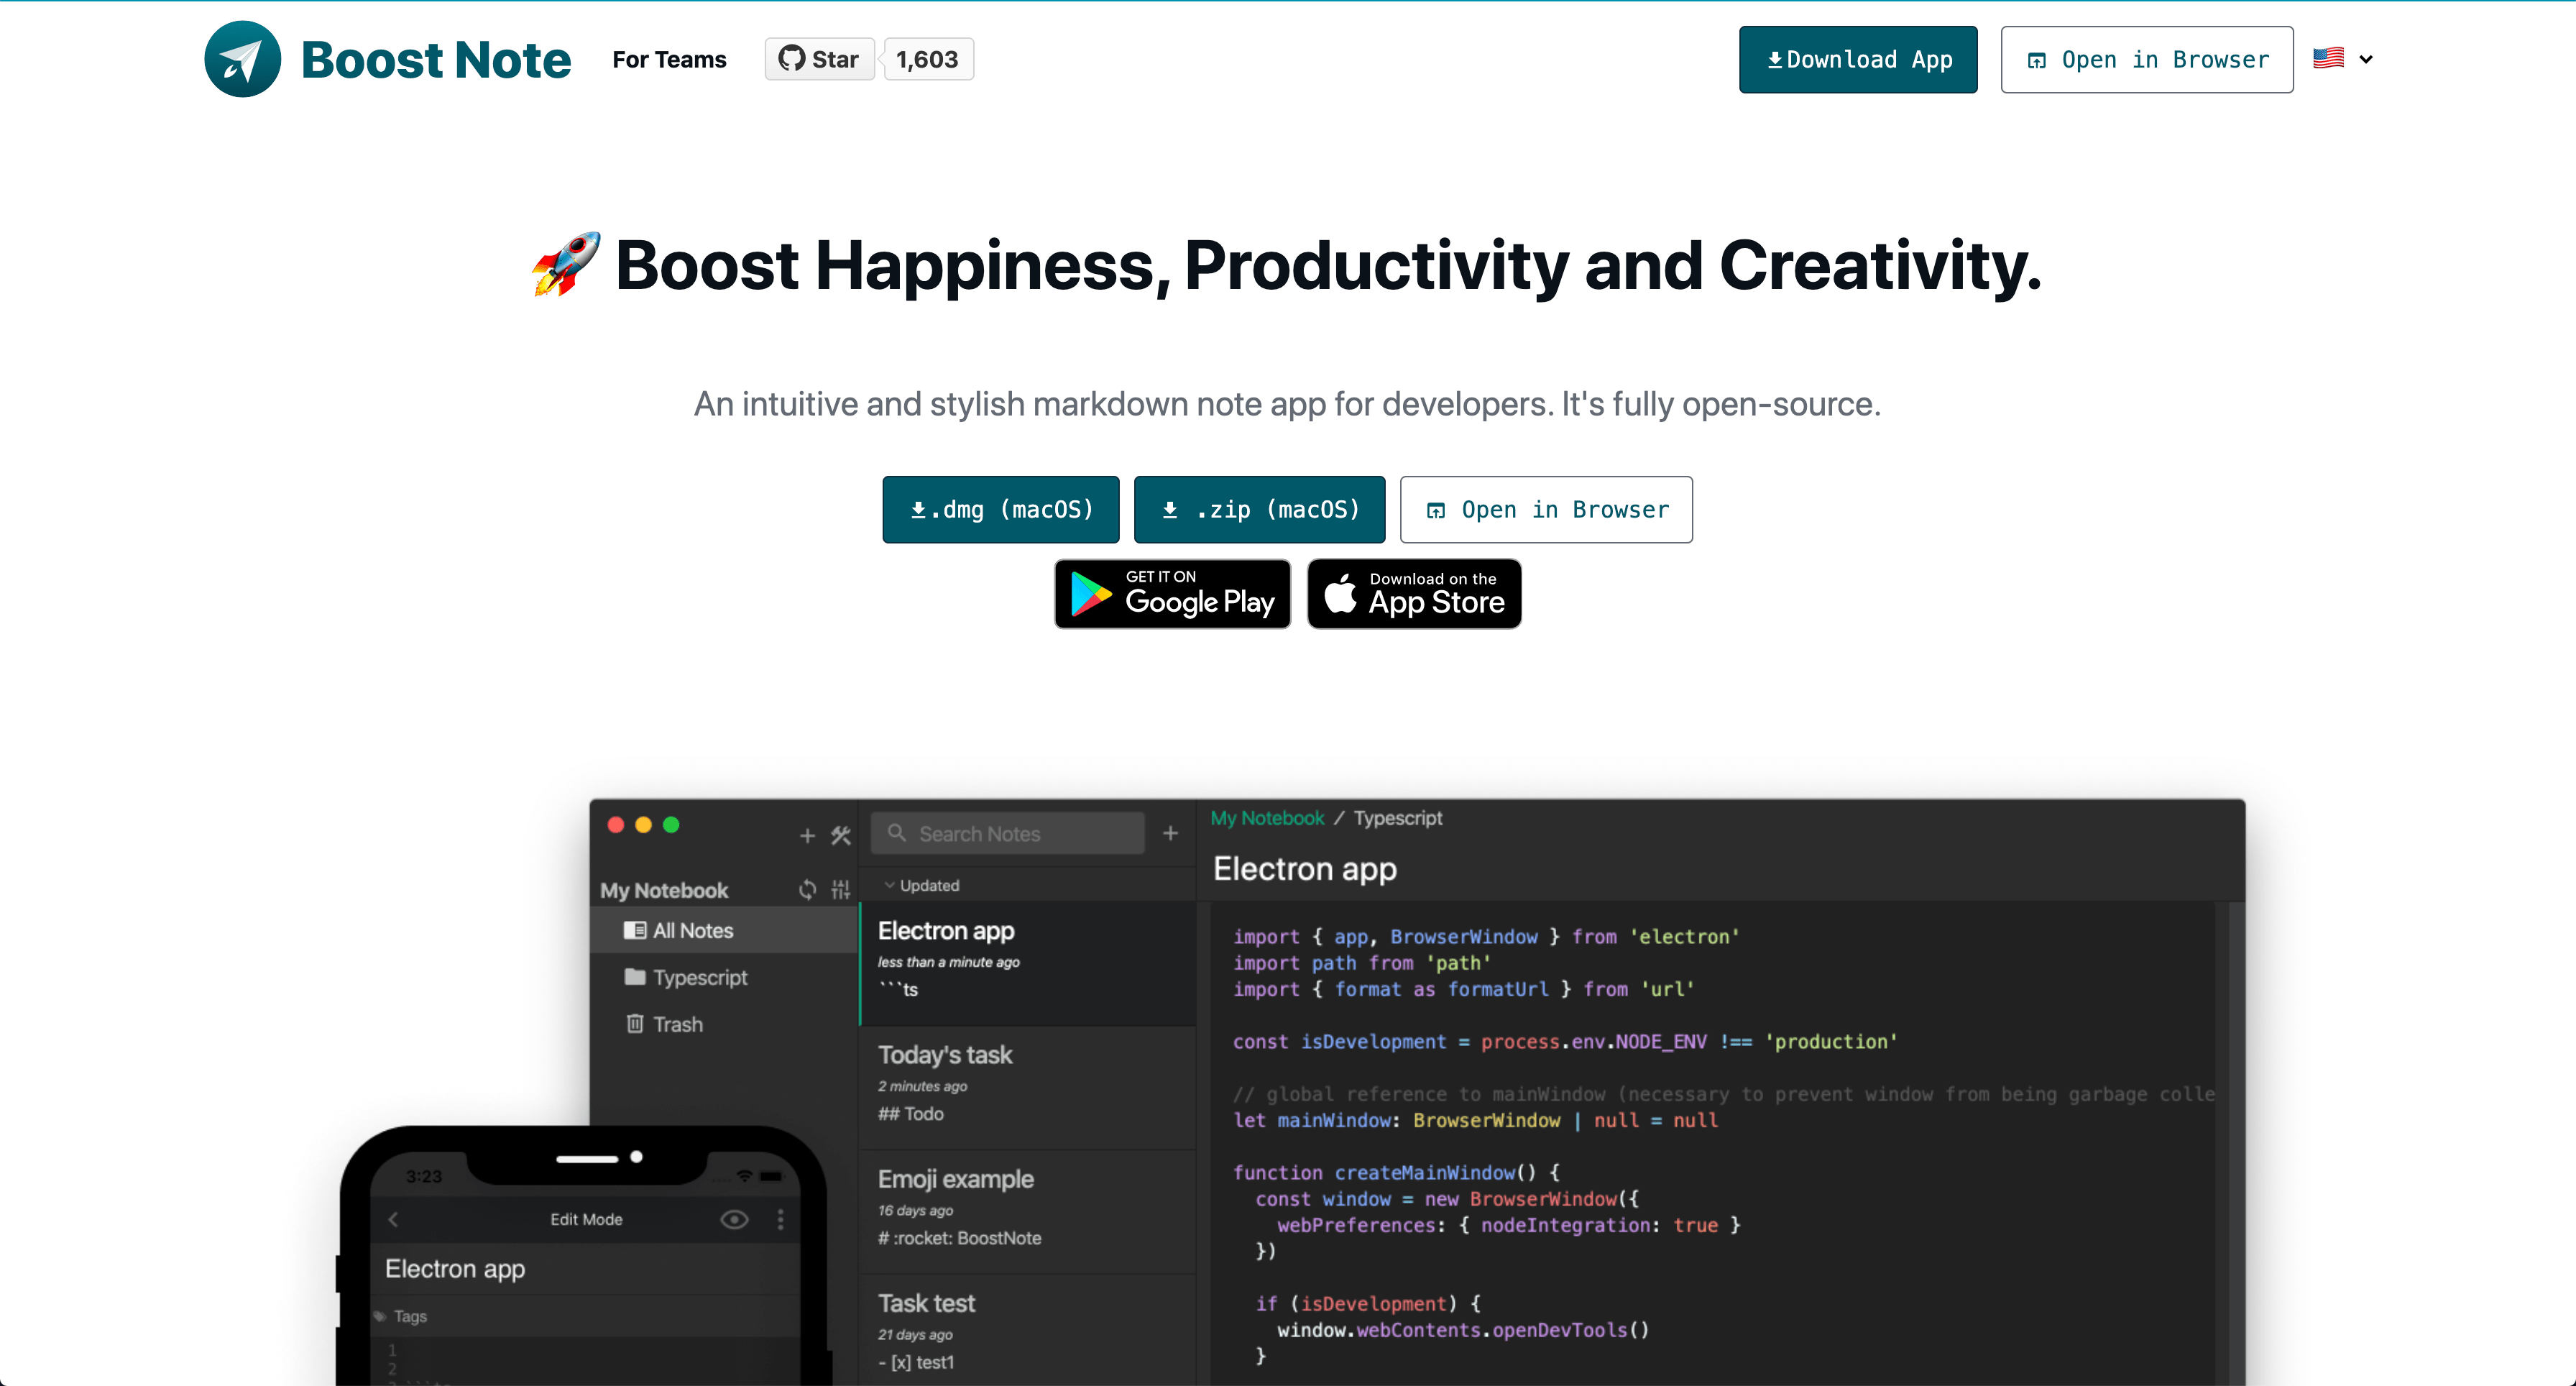 Boost Note
For Teams
Star
1,603
Download App
Open in Browser
🚀 Boost Happiness, Productivity and Creativity.
An intuitive and stylish markdown note app for developers. It's fully open-source.
.dmg (macOS)
.zip (macOS)
Open in Browser
GET IT ON
Google Play
Download on the
App Store
My Notebook
All Notes
Typescript
Trash
Search Notes
Updated
Electron app
less than a minute ago
```ts
Today's task
2 minutes ago
## Todo
Emoji example
16 days ago
# :rocket: BoostNote
Task test
21 days ago
- [x] test1
My Notebook / Typescript
Electron app
import { app, BrowserWindow } from 'electron'
import path from 'path'
import { format as formatUrl } from 'url'
const isDevelopment = process.env.NODE_ENV !== 'production'
// global reference to mainWindow (necessary to prevent window from being garbage colle
let mainWindow: BrowserWindow | null = null
function createMainWindow() {
const window = new BrowserWindow({
webPreferences: { nodeIntegration: true }
})
if (isDevelopment) {
window.webContents.openDevTools()
}
3:23
Edit Mode
Electron app
Tags
1
2